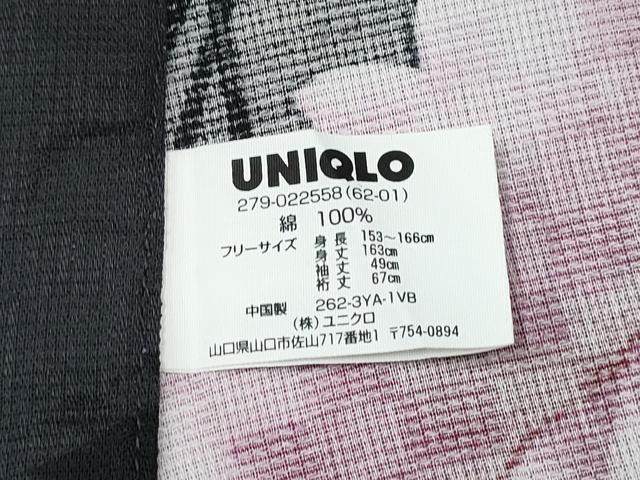 UNIQLO
279-022558(62-01)
綿 100%
フリーサイズ 身長 153～166㎝
身丈 163㎝
袖丈 49㎝
裄丈 67㎝
中国製 262-3YA-1VB
(株)ユニクロ
山口県山口市佐山717番地1 〒754-0894